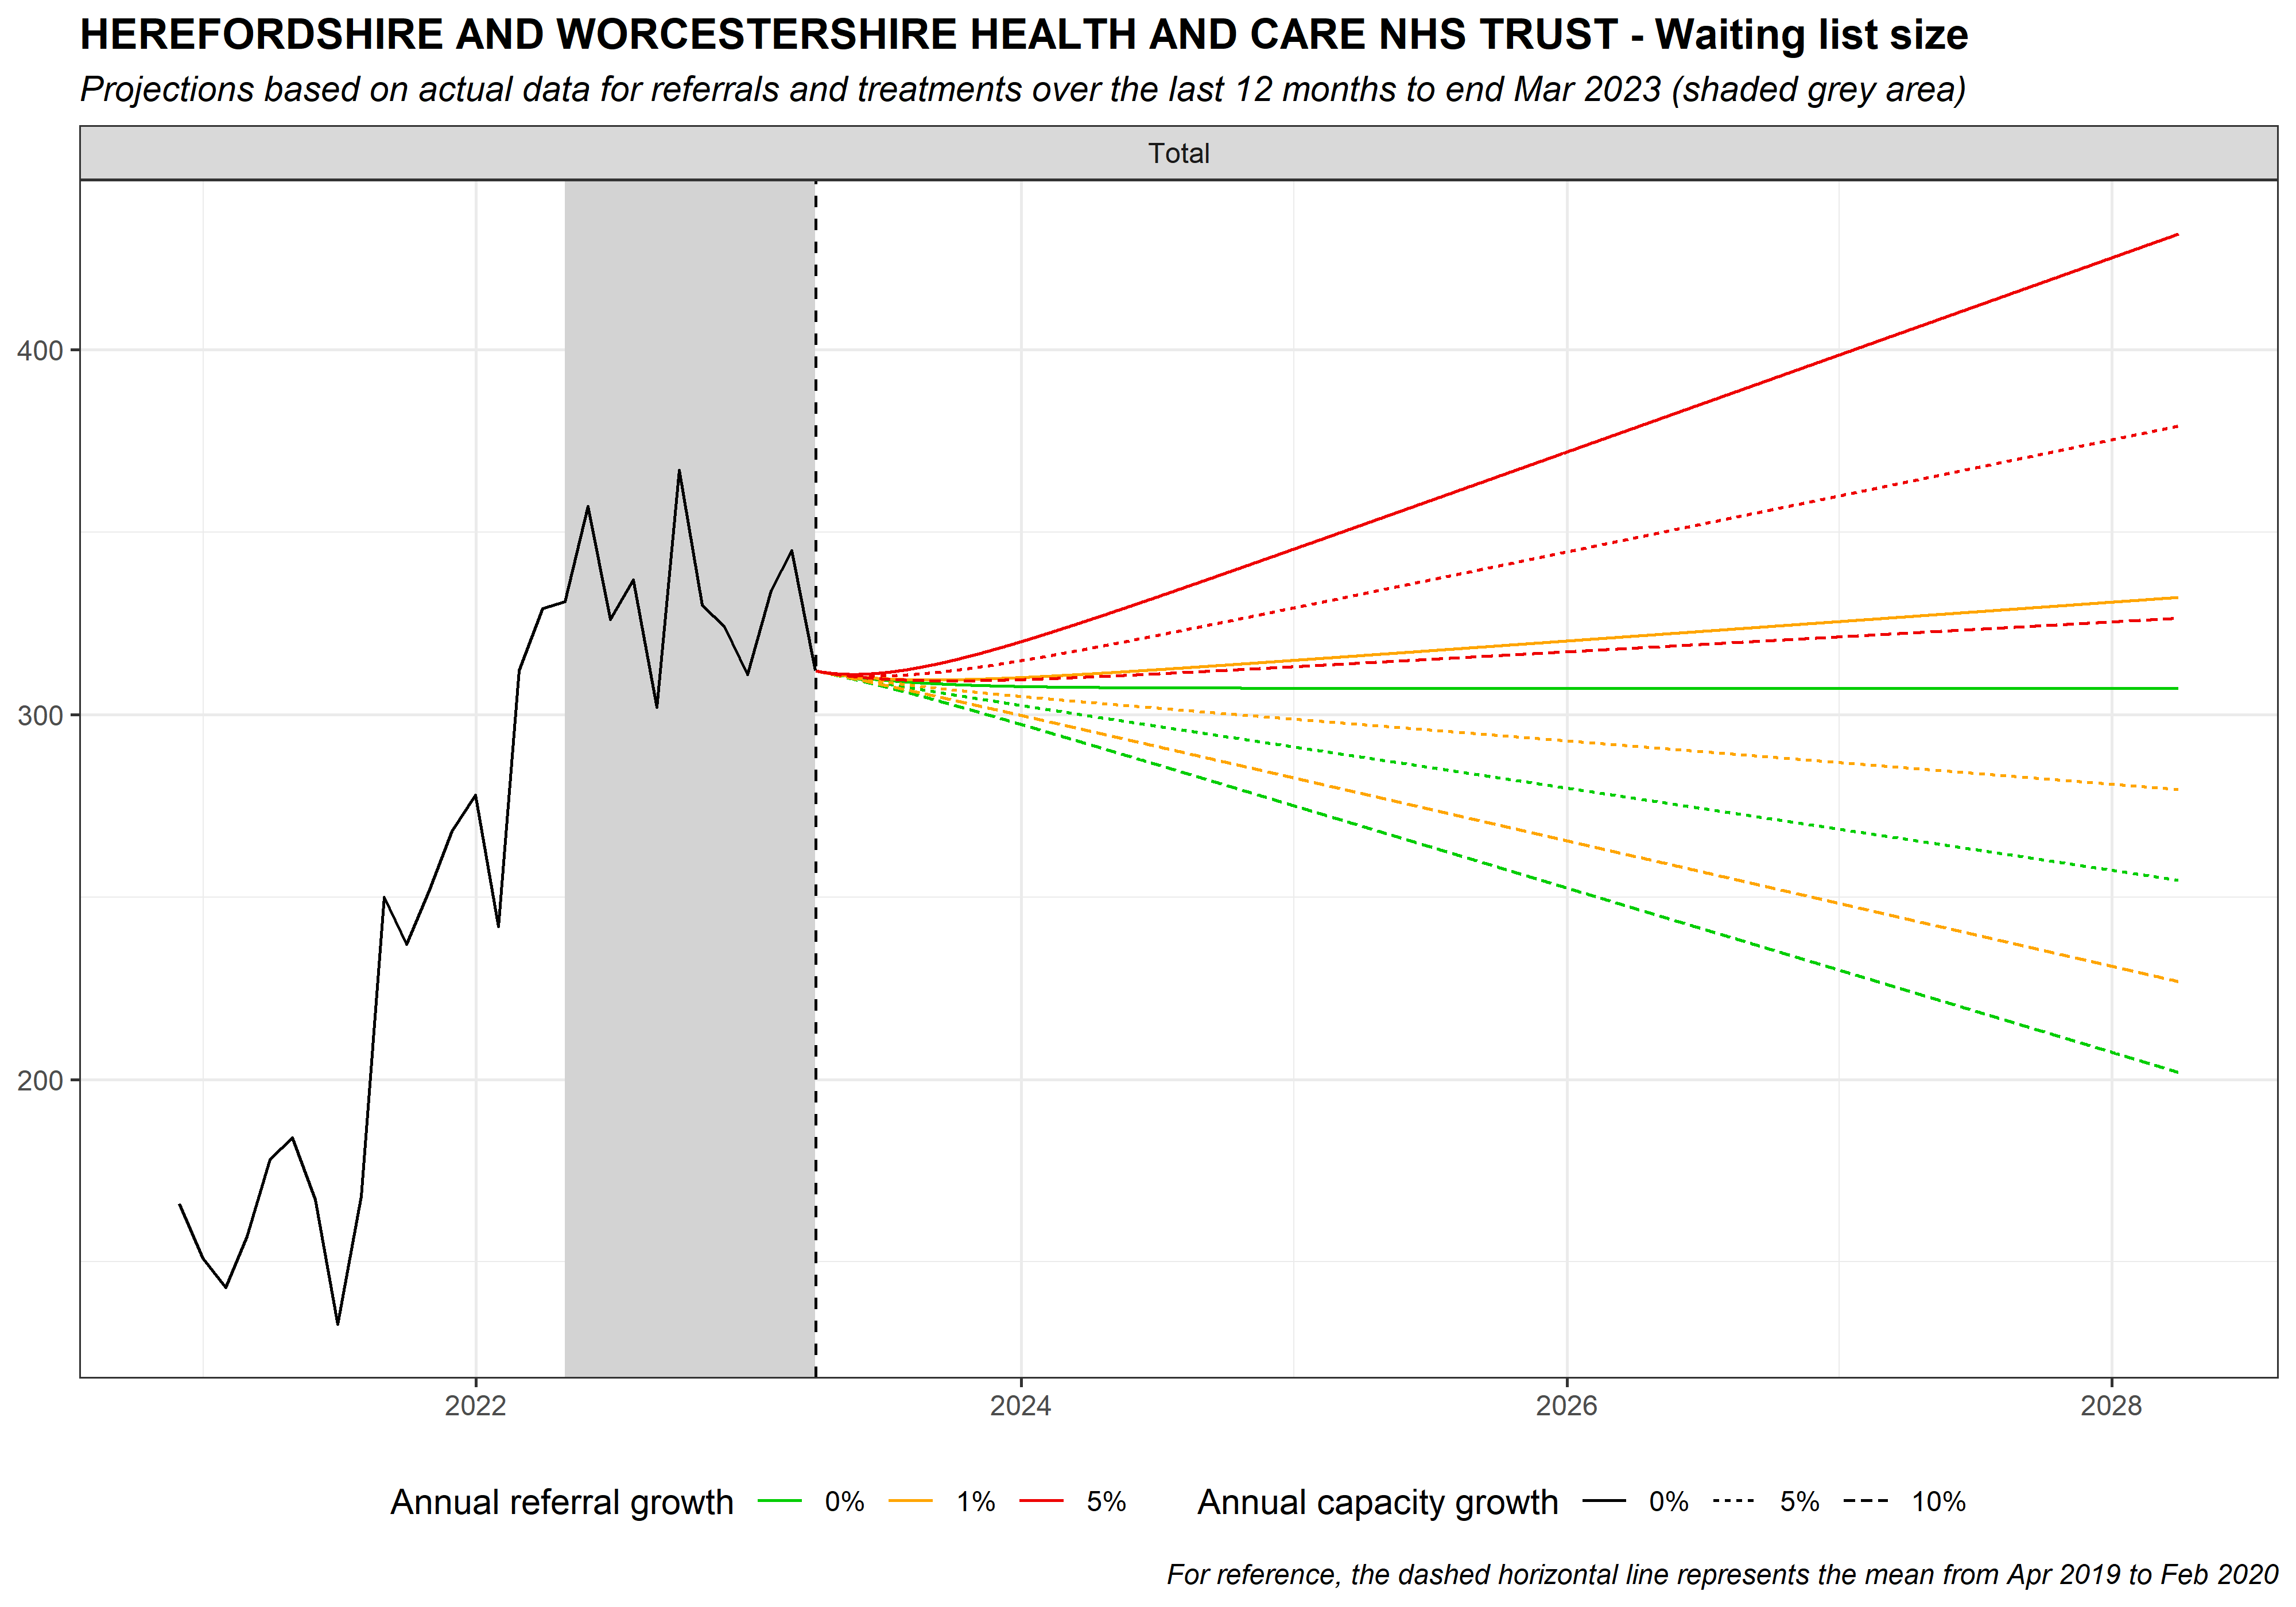 HEREFORDSHIRE AND WORCESTERSHIRE HEALTH AND CARE NHS TRUST - Waiting list size
Projections based on actual data for referrals and treatments over the last 12 months to end Mar 2023 (shaded grey area)
Total
400
300
200
2022 2024 2026 2028
Annual referral growth 0% 1% 5% Annual capacity growth 0% 5% 10%
For reference, the dashed horizontal line represents the mean from Apr 2019 to Feb 2020